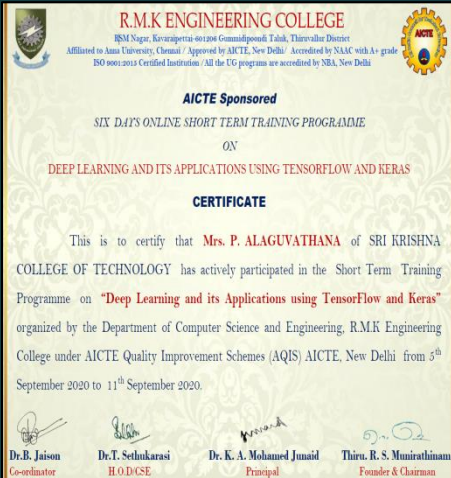 R.M.K ENGINEERING COLLEGE
RSM Nagar, Kavaraipettai-601206 Gummidipoondi Taluk, Thiruvallur District
Affiliated to Anna University, Chennai / Approved by AICTE, New Delhi / Accredited by NAAC with A+ grade
ISO 9001:2015 Certified Institution / All the UG programs are accredited by NBA, New Delhi
AICTE
AICTE Sponsored
SIX DAYS ONLINE SHORT TERM TRAINING PROGRAMME
ON
DEEP LEARNING AND ITS APPLICATIONS USING TENSORFLOW AND KERAS
CERTIFICATE
This is to certify that Mrs. P. ALAGUVATHANA of SRI KRISHNA
COLLEGE OF TECHNOLOGY has actively participated in the Short Term Training
Programme on “Deep Learning and its Applications using TensorFlow and Keras”
organized by the Department of Computer Science and Engineering, R.M.K Engineering
College under AICTE Quality Improvement Schemes (AQIS) AICTE, New Delhi from 5th
September 2020 to 11th September 2020.
Dr.B. Jaison Dr.T. Sethukarasi Dr. K. A. Mohamed Junaid Thiru. R. S. Munirathinam
Co-ordinator H.O.D/CSE Principal Founder & Chairman